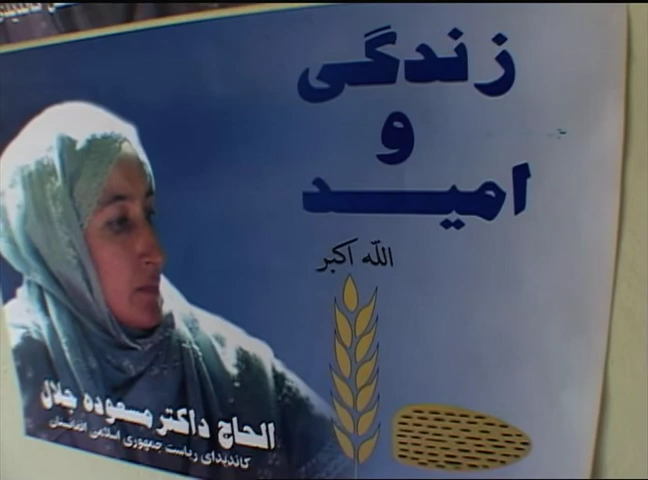 زندگی
و
امید
الله اکبر
الحاج داکتر مسعوده جلال
کاندیدای ریاست جمهوری اسلامی افغانستان